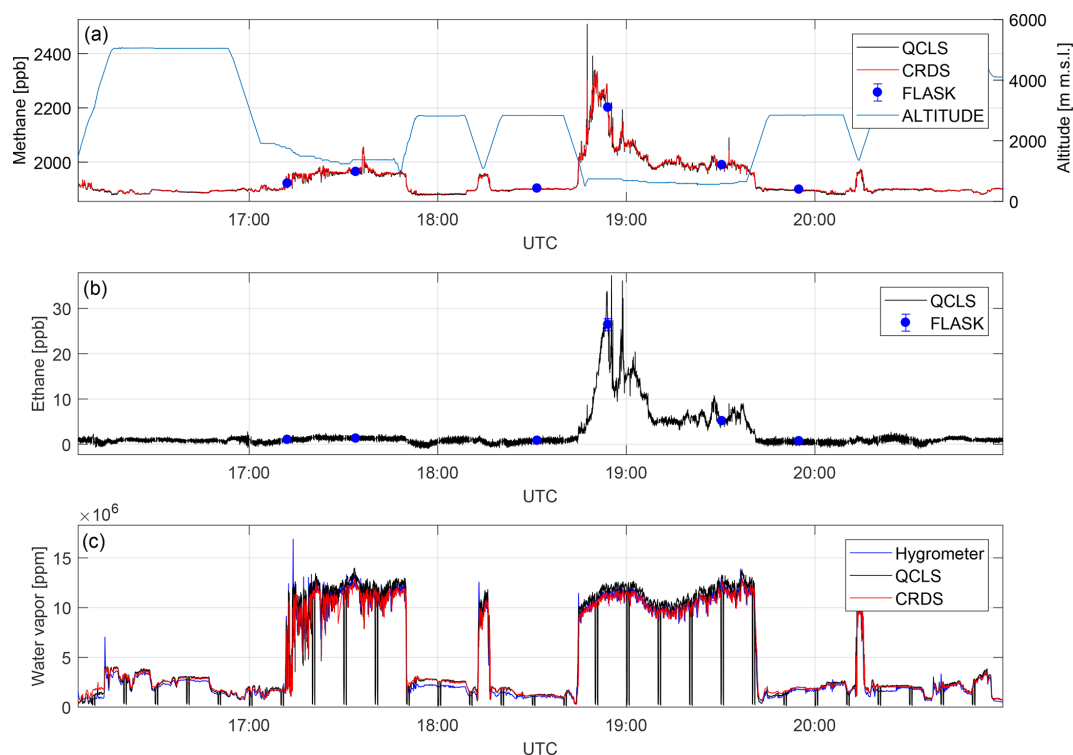 (a)
Methane [ppb]
2400
2200
2000
6000
4000
2000
0
Altitude [m m.s.l.]
QCLS
CRDS
FLASK
ALTITUDE
17:00 18:00 19:00 20:00
UTC
(b)
Ethane [ppb]
30
20
10
0
QCLS
FLASK
17:00 18:00 19:00 20:00
UTC
×10⁶
(c)
Water vapor [ppm]
15
10
5
0
Hygrometer
QCLS
CRDS
17:00 18:00 19:00 20:00
UTC